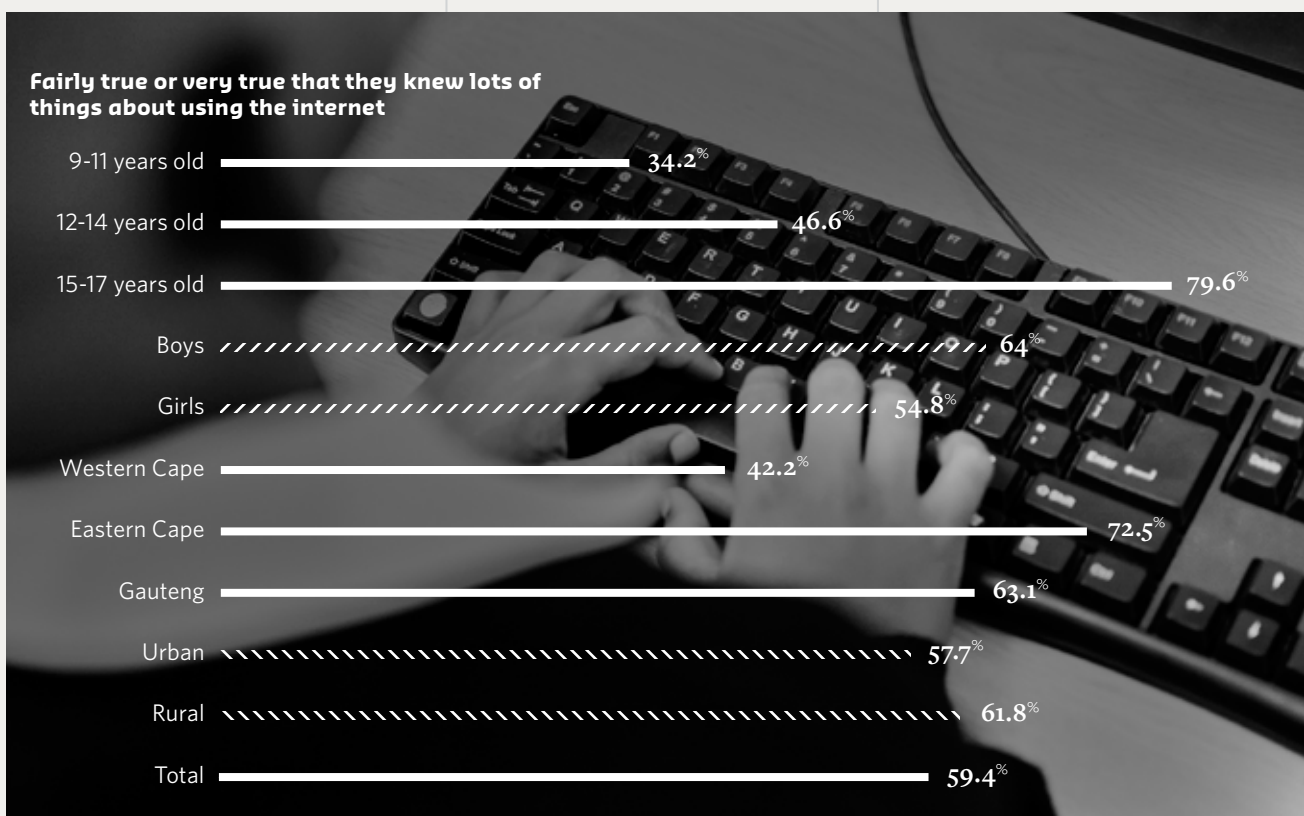 Fairly true or very true that they knew lots of
things about using the internet
9-11 years old 34.2%
12-14 years old 46.6%
15-17 years old 79.6%
Boys 64%
Girls 54.8%
Western Cape 42.2%
Eastern Cape 72.5%
Gauteng 63.1%
Urban 57.7%
Rural 61.8%
Total 59.4%